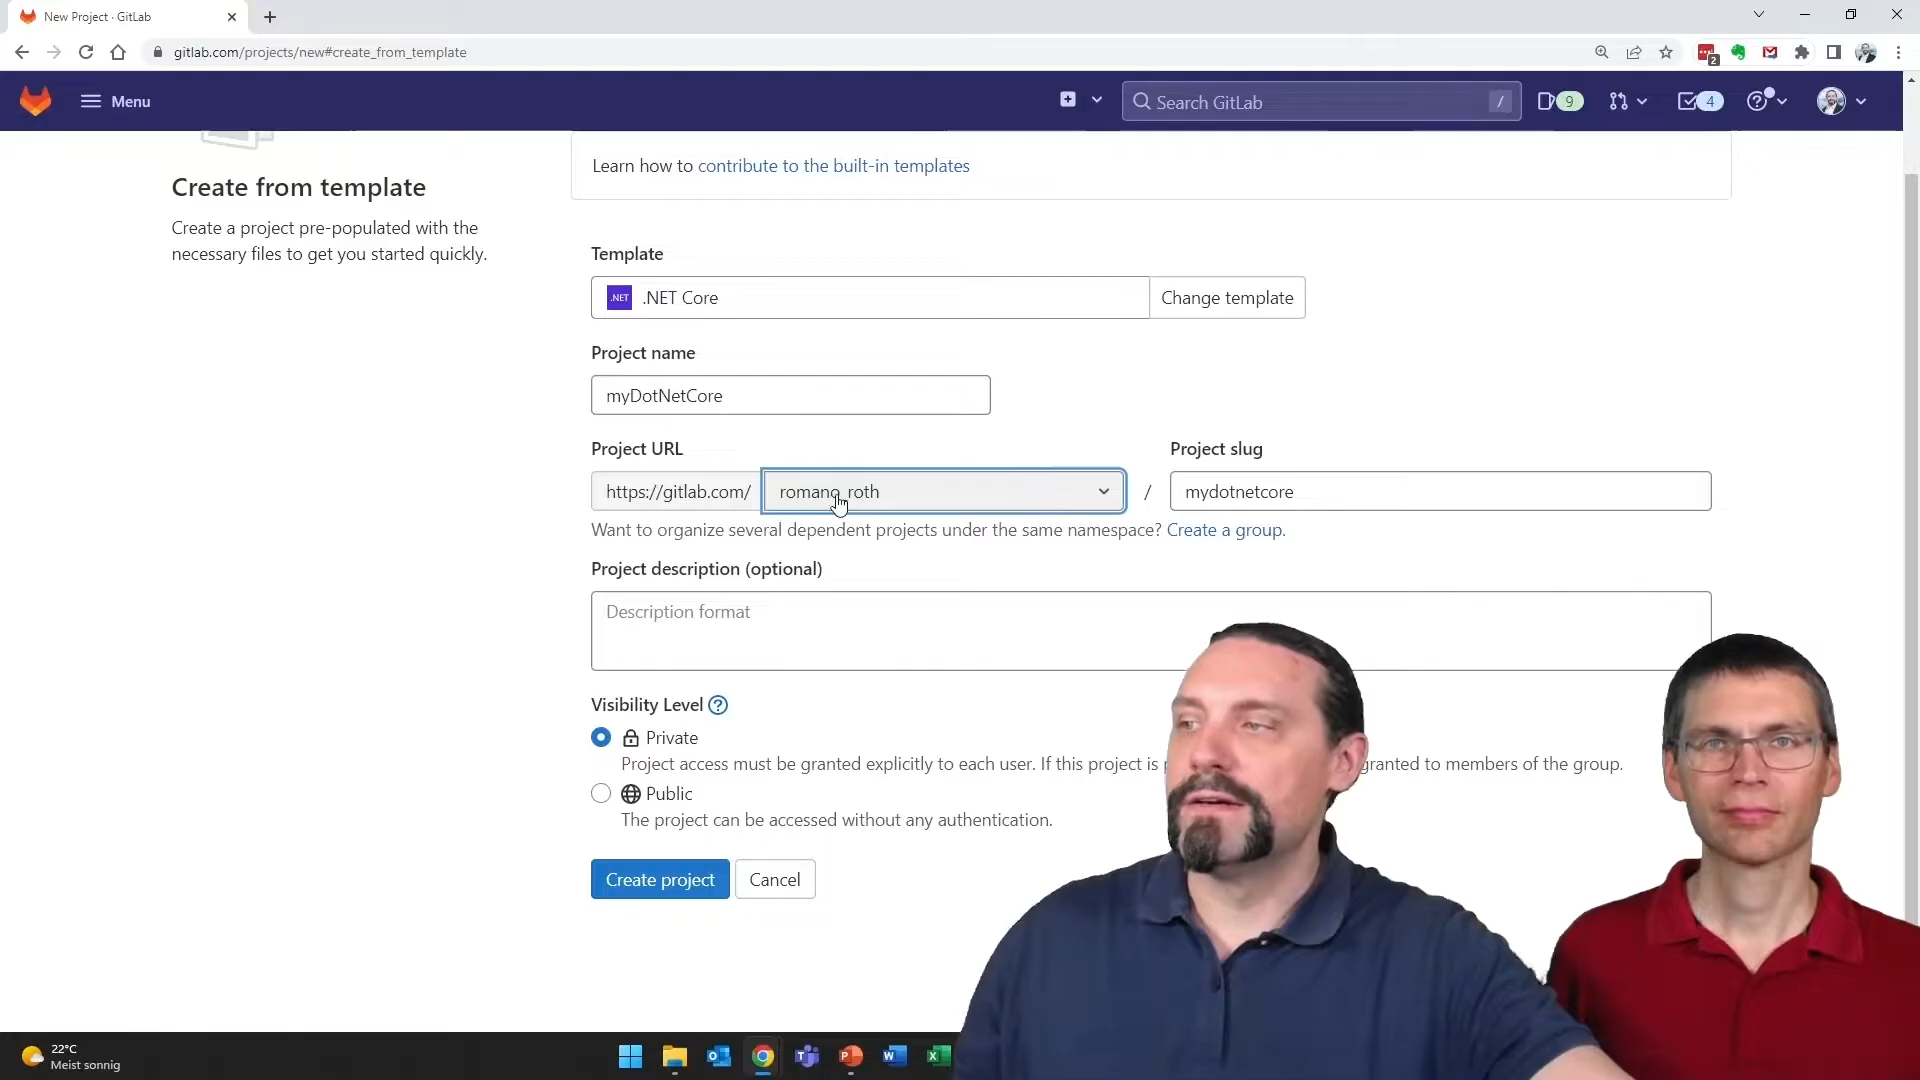 New Project · GitLab
gitlab.com/projects/new#create_from_template
2
Menu
Search GitLab
/
9
4
Create from template
Create a project pre-populated with the
necessary files to get you started quickly.
Learn how to contribute to the built-in templates
Template
.NET
.NET Core
Change template
Project name
myDotNetCore
Project URL
Project slug
https://gitlab.com/
romano_roth
/
mydotnetcore
Want to organize several dependent projects under the same namespace? Create a group.
Project description (optional)
Description format
Visibility Level
Private
Project access must be granted explicitly to each user. If this project is granted to members of the group.
Public
The project can be accessed without any authentication.
Create project
Cancel
22°C
Meist sonnig